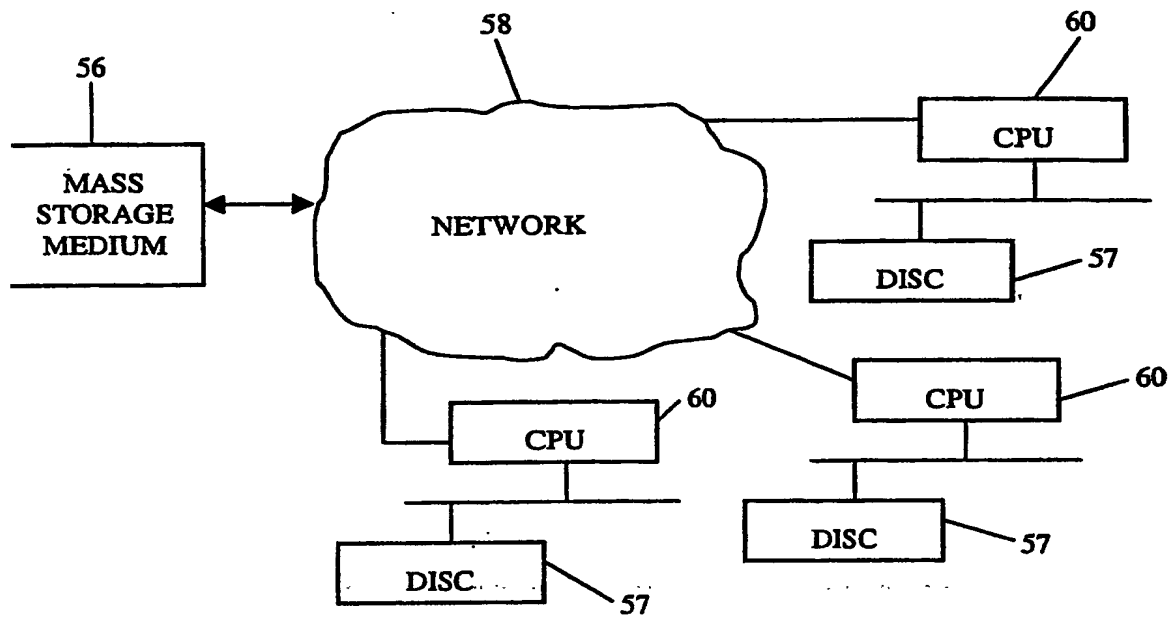 58
60
56
CPU
MASS
STORAGE
MEDIUM
NETWORK
57
DISC
60
CPU
60
CPU
DISC
57
DISC
57